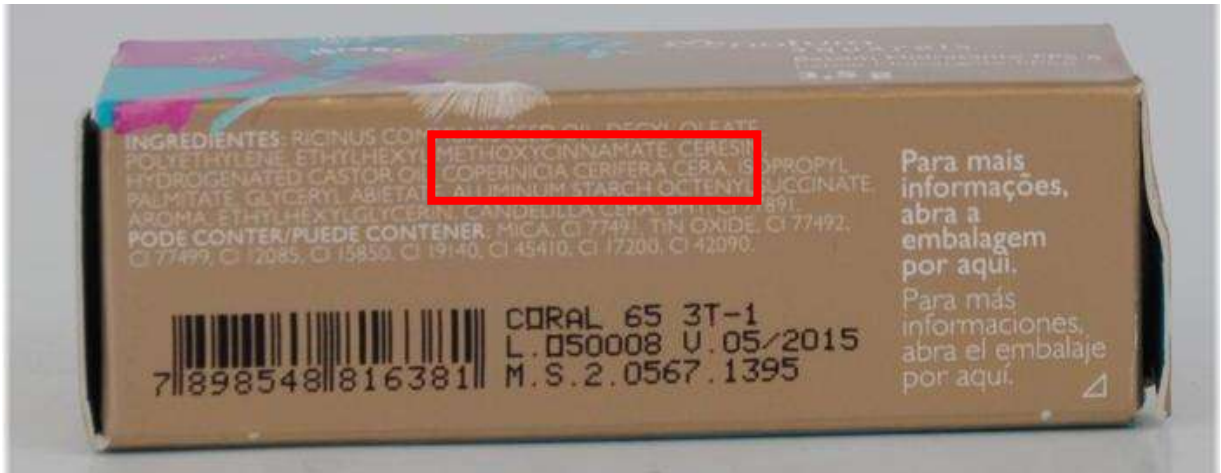 3,5 g
INGREDIENTES: RICINUS SEED OIL, DECYL OLEATE,
POLYETHYLENE, ETHYLHEXYL METHOXYCINNAMATE, CERESIN,
HYDROGENATED CASTOR OIL, COPERNICIA CERIFERA CERA, ISOPROPYL
PALMITATE, GLYCERYL ABIETATE, ALUMINUM STARCH OCTENYL SUCCINATE,
AROMA, ETHYLHEXYLGLYCERIN, CANDELILLA CERA, BHT, CI
PODE CONTER/PUEDE CONTENER: MICA, CI 77491, TIN OXIDE, CI 77492,
CI 77499, CI 12085, CI 15850, CI 19140, CI 45410, CI 17200, CI 42090.
Para mais
informações,
abra a
embalagem
por aqui.
Para más
informaciones,
abra el embalaje
por aquí.
CORAL 65 3T-1
L.050008 V.05/2015
M.S.2.0567.1395
7 898548 816381